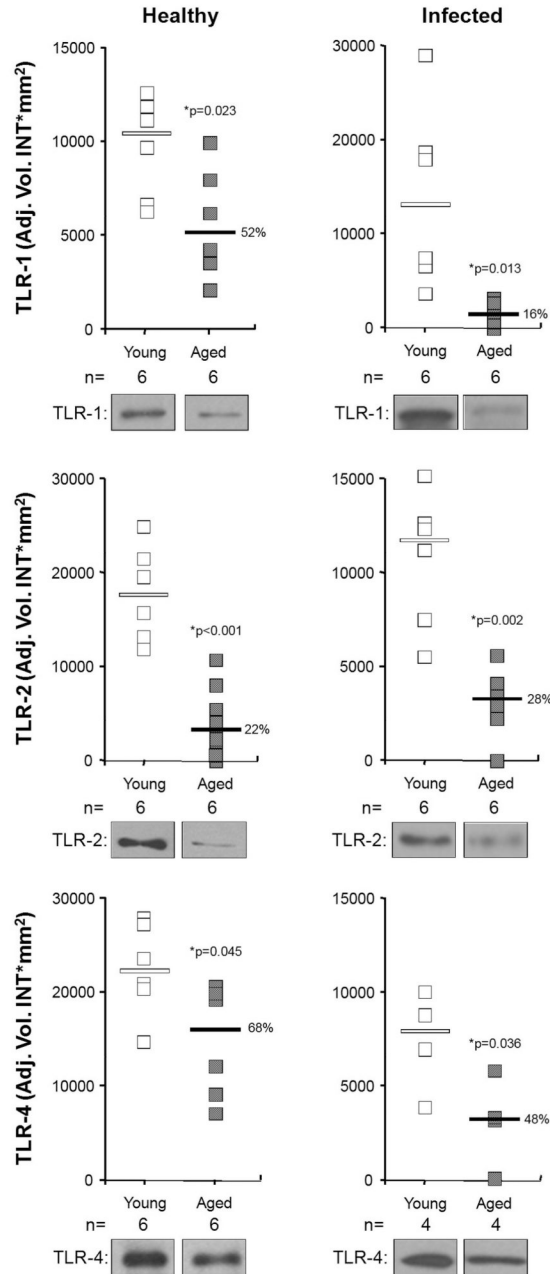 Healthy
Infected
TLR-1 (Adj. Vol. INT*mm²)
15000
10000
5000
0
*p=0.023
52%
Young Aged
n= 6 6
TLR-1:
30000
20000
10000
0
*p=0.013
16%
Young Aged
6 6
TLR-1:
TLR-2 (Adj. Vol. INT*mm²)
30000
20000
10000
0
*p<0.001
22%
Young Aged
n= 6 6
TLR-2:
15000
10000
5000
0
*p=0.002
28%
Young Aged
n= 6 6
TLR-2:
TLR-4 (Adj. Vol. INT*mm²)
30000
20000
10000
0
*p=0.045
68%
Young Aged
n= 6 6
TLR-4:
15000
10000
5000
0
*p=0.036
48%
Young Aged
n= 4 4
TLR-4: